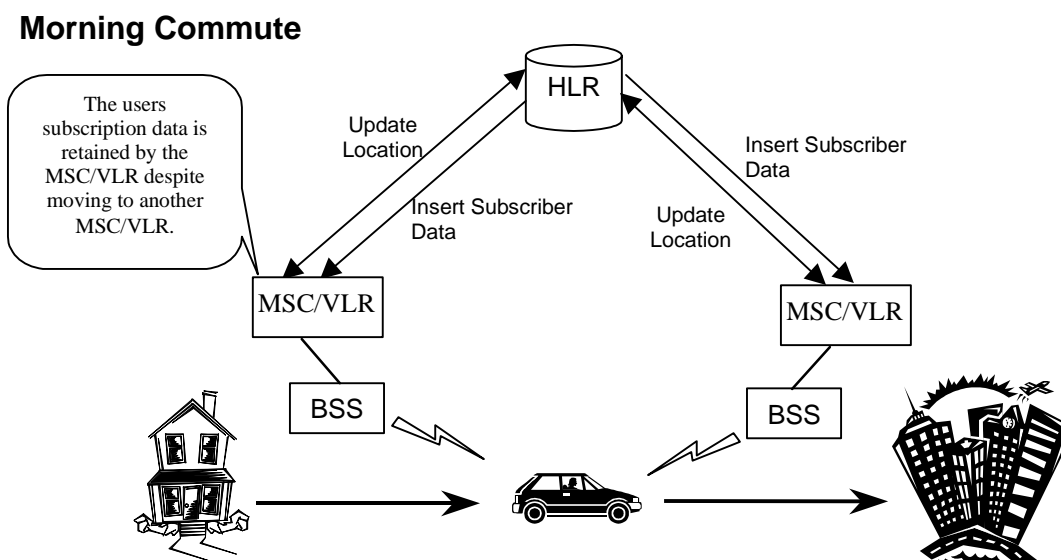 Morning Commute
The users
subscription data is
retained by the
MSC/VLR despite
moving to another
MSC/VLR.
HLR
Update
Location
Insert Subscriber
Data
Insert Subscriber
Data
Update
Location
MSC/VLR
MSC/VLR
BSS
BSS